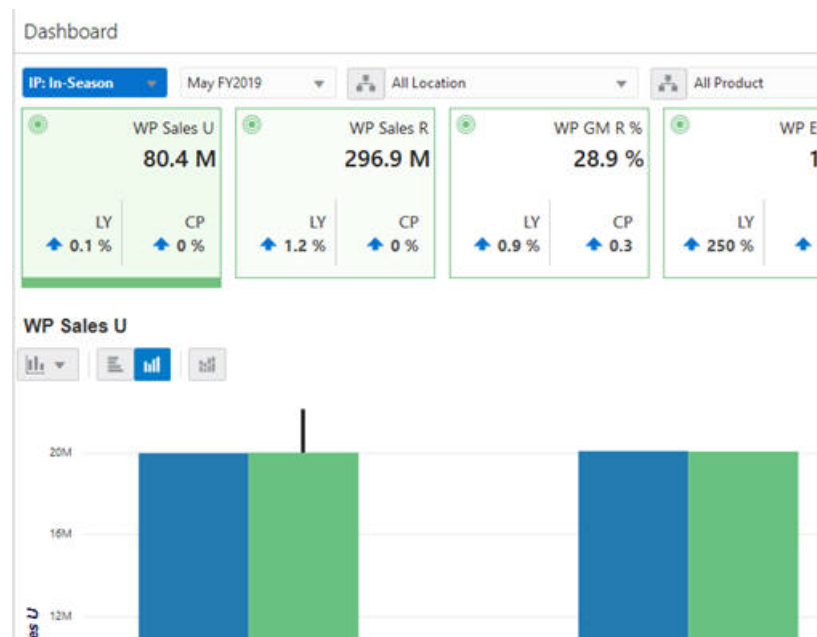 Dashboard
IP: In-Season May FY2019 All Location All Product
WP Sales U WP Sales R WP GM R % WP E
80.4 M 296.9 M 28.9 % 1
LY CP LY CP LY CP LY
0.1 % 0 % 1.2 % 0 % 0.9 % 0.3 250 %
WP Sales U
20M
16M
12M
es U